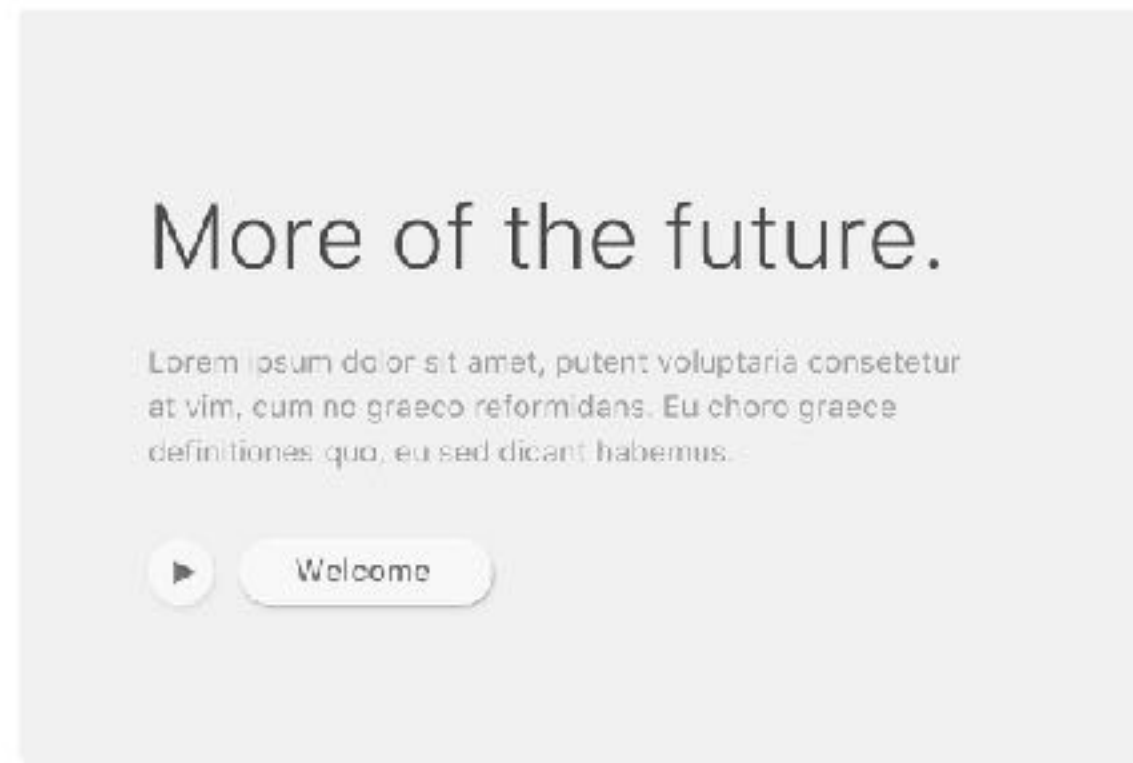 More of the future.
Lorem ipsum dolor sit amet, putent voluptaria consetetur
at vim, cum no graeco reformidans. Eu choro graece
definitiones quo, eu sed dicant habemus.
Welcome